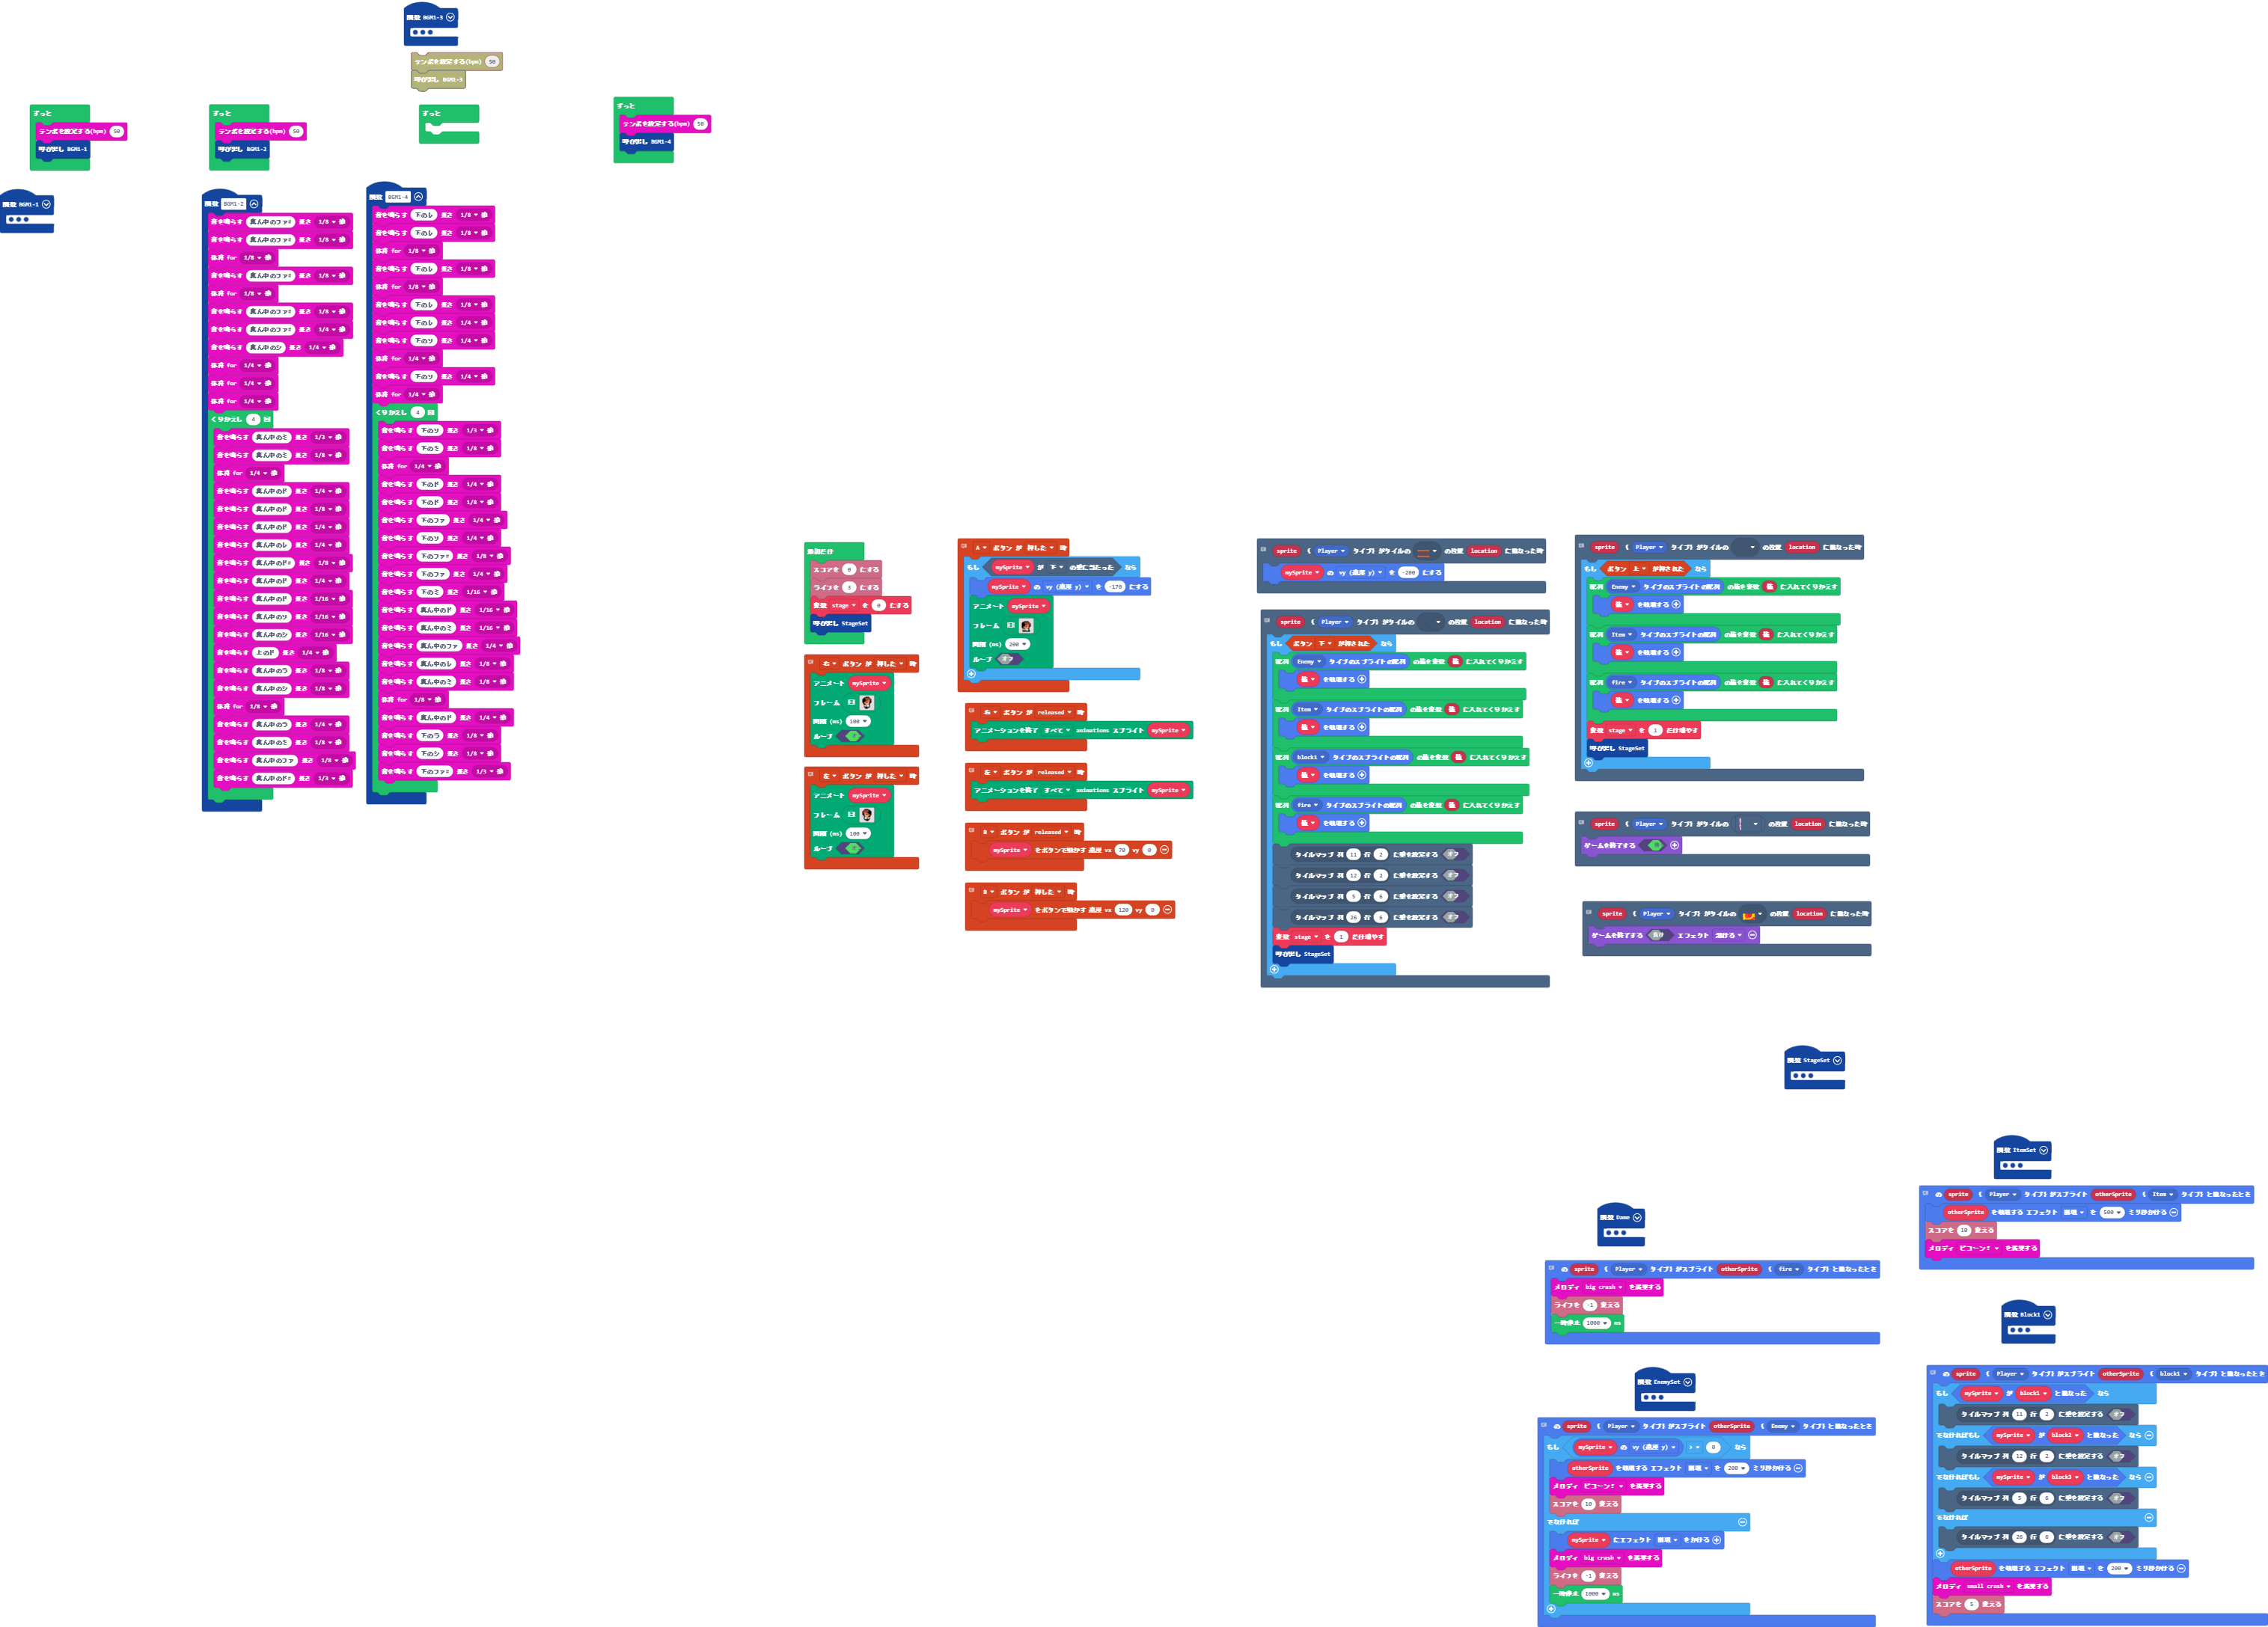 関数 BGM1-3
テンポを設定する(bpm) 50
呼び出し BGM1-3
ずっと
テンポを設定する(bpm) 50
呼び出し BGM1-1
ずっと
テンポを設定する(bpm) 50
呼び出し BGM1-2
ずっと
ずっと
テンポを設定する(bpm) 50
呼び出し BGM1-4
関数 BGM1-1
関数 BGM1-2
音を鳴らす 真ん中のファ# 長さ 1/8 拍
音を鳴らす 真ん中のファ# 長さ 1/8 拍
休符 for 1/8 拍
音を鳴らす 真ん中のファ# 長さ 1/8 拍
休符 for 1/8 拍
音を鳴らす 真ん中のファ# 長さ 1/8 拍
音を鳴らす 真ん中のファ# 長さ 1/4 拍
音を鳴らす 真ん中のシ 長さ 1/4 拍
休符 for 1/4 拍
休符 for 1/4 拍
休符 for 1/4 拍
くりかえし 4 回
音を鳴らす 真ん中のミ 長さ 1/3 拍
音を鳴らす 真ん中のミ 長さ 1/8 拍
休符 for 1/4 拍
音を鳴らす 真ん中のド 長さ 1/4 拍
音を鳴らす 真ん中のド 長さ 1/8 拍
音を鳴らす 真ん中のド 長さ 1/4 拍
音を鳴らす 真ん中のレ 長さ 1/4 拍
音を鳴らす 真ん中のド# 長さ 1/8 拍
音を鳴らす 真ん中のド 長さ 1/4 拍
音を鳴らす 真ん中のド 長さ 1/16 拍
音を鳴らす 真ん中のソ 長さ 1/16 拍
音を鳴らす 真ん中のシ 長さ 1/16 拍
音を鳴らす 上のド 長さ 1/4 拍
音を鳴らす 真ん中のラ 長さ 1/8 拍
音を鳴らす 真ん中のシ 長さ 1/8 拍
休符 for 1/8 拍
音を鳴らす 真ん中のラ 長さ 1/4 拍
音を鳴らす 真ん中のミ 長さ 1/8 拍
音を鳴らす 真ん中のファ 長さ 1/8 拍
音を鳴らす 真ん中のド# 長さ 1/3 拍
関数 BGM1-4
音を鳴らす 下のレ 長さ 1/8 拍
音を鳴らす 下のレ 長さ 1/8 拍
休符 for 1/8 拍
音を鳴らす 下のレ 長さ 1/8 拍
休符 for 1/8 拍
音を鳴らす 下のレ 長さ 1/8 拍
音を鳴らす 下のレ 長さ 1/4 拍
音を鳴らす 下のソ 長さ 1/4 拍
休符 for 1/4 拍
音を鳴らす 下のソ 長さ 1/4 拍
休符 for 1/4 拍
くりかえし 4 回
音を鳴らす 下のソ 長さ 1/3 拍
音を鳴らす 下のミ 長さ 1/8 拍
休符 for 1/4 拍
音を鳴らす 下のド 長さ 1/4 拍
音を鳴らす 下のド 長さ 1/8 拍
音を鳴らす 下のファ 長さ 1/4 拍
音を鳴らす 下のソ 長さ 1/4 拍
音を鳴らす 下のファ# 長さ 1/8 拍
音を鳴らす 下のファ 長さ 1/4 拍
音を鳴らす 下のミ 長さ 1/16 拍
音を鳴らす 真ん中のド 長さ 1/16 拍
音を鳴らす 真ん中のミ 長さ 1/16 拍
音を鳴らす 真ん中のファ 長さ 1/4 拍
音を鳴らす 真ん中のレ 長さ 1/8 拍
音を鳴らす 真ん中のミ 長さ 1/8 拍
休符 for 1/8 拍
音を鳴らす 真ん中のド 長さ 1/4 拍
音を鳴らす 下のラ 長さ 1/8 拍
音を鳴らす 下のシ 長さ 1/8 拍
音を鳴らす 下のファ# 長さ 1/3 拍
最初だけ
スコアを 0 にする
ライフを 3 にする
変数 stage を 0 にする
呼び出し StageSet
右 ボタン が 押した 時
アニメート mySprite
フレーム
間隔 (ms) 100
ループ
左 ボタン が 押した 時
アニメート mySprite
フレーム
間隔 (ms) 100
ループ
A ボタン が 押した 時
もし mySprite が 下 の壁に当たった なら
mySprite の vy (速度 y) を -170 にする
アニメート mySprite
フレーム
間隔 (ms) 200
ループ オフ
右 ボタン が released 時
アニメーションを終了 すべて animations スプライト mySprite
左 ボタン が released 時
アニメーションを終了 すべて animations スプライト mySprite
B ボタン が released 時
mySprite をボタンで動かす 速度 vx 70 vy 0
B ボタン が 押した 時
mySprite をボタンで動かす 速度 vx 120 vy 0
sprite ( Player タイプ) がタイルの の位置 location に重なった時
mySprite の vy (速度 y) を -200 にする
sprite ( Player タイプ) がタイルの の位置 location に重なった時
もし ボタン 下 が押された なら
配列 Enemy タイプのスプライトの配列 の値を変数 値 に入れてくりかえす
値 を破壊する
配列 Item タイプのスプライトの配列 の値を変数 値 に入れてくりかえす
値 を破壊する
配列 block1 タイプのスプライトの配列 の値を変数 値 に入れてくりかえす
値 を破壊する
配列 fire タイプのスプライトの配列 の値を変数 値 に入れてくりかえす
値 を破壊する
タイルマップ 列 11 行 2 に壁を設定する オフ
タイルマップ 列 12 行 2 に壁を設定する オフ
タイルマップ 列 5 行 6 に壁を設定する オフ
タイルマップ 列 26 行 6 に壁を設定する オフ
変数 stage を 1 だけ増やす
呼び出し StageSet
sprite ( Player タイプ) がタイルの の位置 location に重なった時
もし ボタン 上 が押された なら
配列 Enemy タイプのスプライトの配列 の値を変数 値 に入れてくりかえす
値 を破壊する
配列 Item タイプのスプライトの配列 の値を変数 値 に入れてくりかえす
値 を破壊する
配列 fire タイプのスプライトの配列 の値を変数 値 に入れてくりかえす
値 を破壊する
変数 stage を 1 だけ増やす
呼び出し StageSet
sprite ( Player タイプ) がタイルの の位置 location に重なった時
ゲームを終了する
sprite ( Player タイプ) がタイルの の位置 location に重なった時
ゲームを終了する 負け エフェクト 溶ける
関数 StageSet
関数 ItemSet
の sprite ( Player タイプ) がスプライト otherSprite ( Item タイプ) と重なったとき
otherSprite を破壊する エフェクト 崩壊 を 500 ミリ秒かける
スコアを 10 変える
メロディ ピコーン! を演奏する
関数 Dame
の sprite ( Player タイプ) がスプライト otherSprite ( fire タイプ) と重なったとき
メロディ big crash を演奏する
ライフを -1 変える
一時停止 1000 ms
関数 Block1
関数 EnemySet
の sprite ( Player タイプ) がスプライト otherSprite ( Enemy タイプ) と重なったとき
もし mySprite の vy (速度 y) > 0 なら
otherSprite を破壊する エフェクト 崩壊 を 200 ミリ秒かける
メロディ ピコーン! を演奏する
スコアを 10 変える
でなければ
mySprite にエフェクト 崩壊 をかける
メロディ big crash を演奏する
ライフを -1 変える
一時停止 1000 ms
の sprite ( Player タイプ) がスプライト otherSprite ( block1 タイプ) と重なったとき
もし mySprite が block1 と重なった なら
タイルマップ 列 11 行 2 に壁を設定する オフ
でなければもし mySprite が block2 と重なった なら
タイルマップ 列 12 行 2 に壁を設定する オフ
でなければもし mySprite が block3 と重なった なら
タイルマップ 列 5 行 6 に壁を設定する オフ
でなければ
タイルマップ 列 26 行 6 に壁を設定する オフ
otherSprite を破壊する エフェクト 崩壊 を 200 ミリ秒かける
メロディ small crash を演奏する
スコアを 5 変える